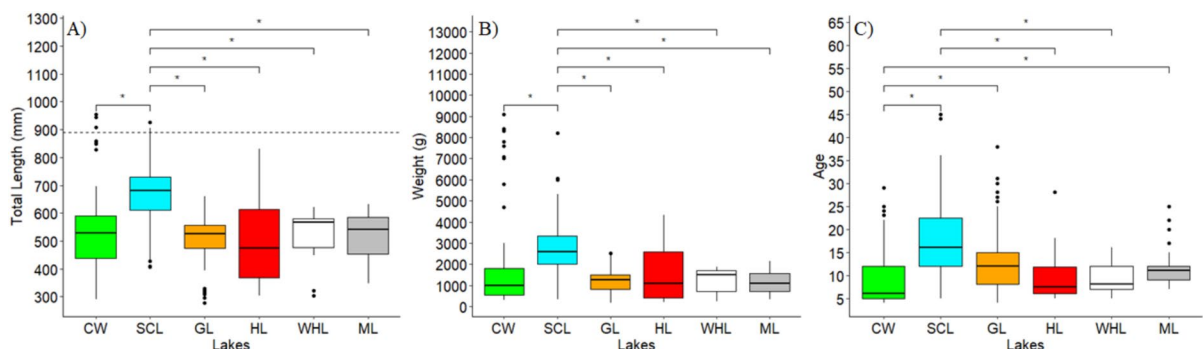 A)
Total Length (mm)
1300
1200
1100
1000
900
800
700
600
500
400
300
* * * * *
CW SCL GL HL WHL ML
Lakes
B)
Weight (g)
13000
12000
11000
10000
9000
8000
7000
6000
5000
4000
3000
2000
1000
0
* * * * *
CW SCL GL HL WHL ML
Lakes
C)
Age
65
60
55
50
45
40
35
30
25
20
15
10
5
* * * * *
CW SCL GL HL WHL ML
Lakes